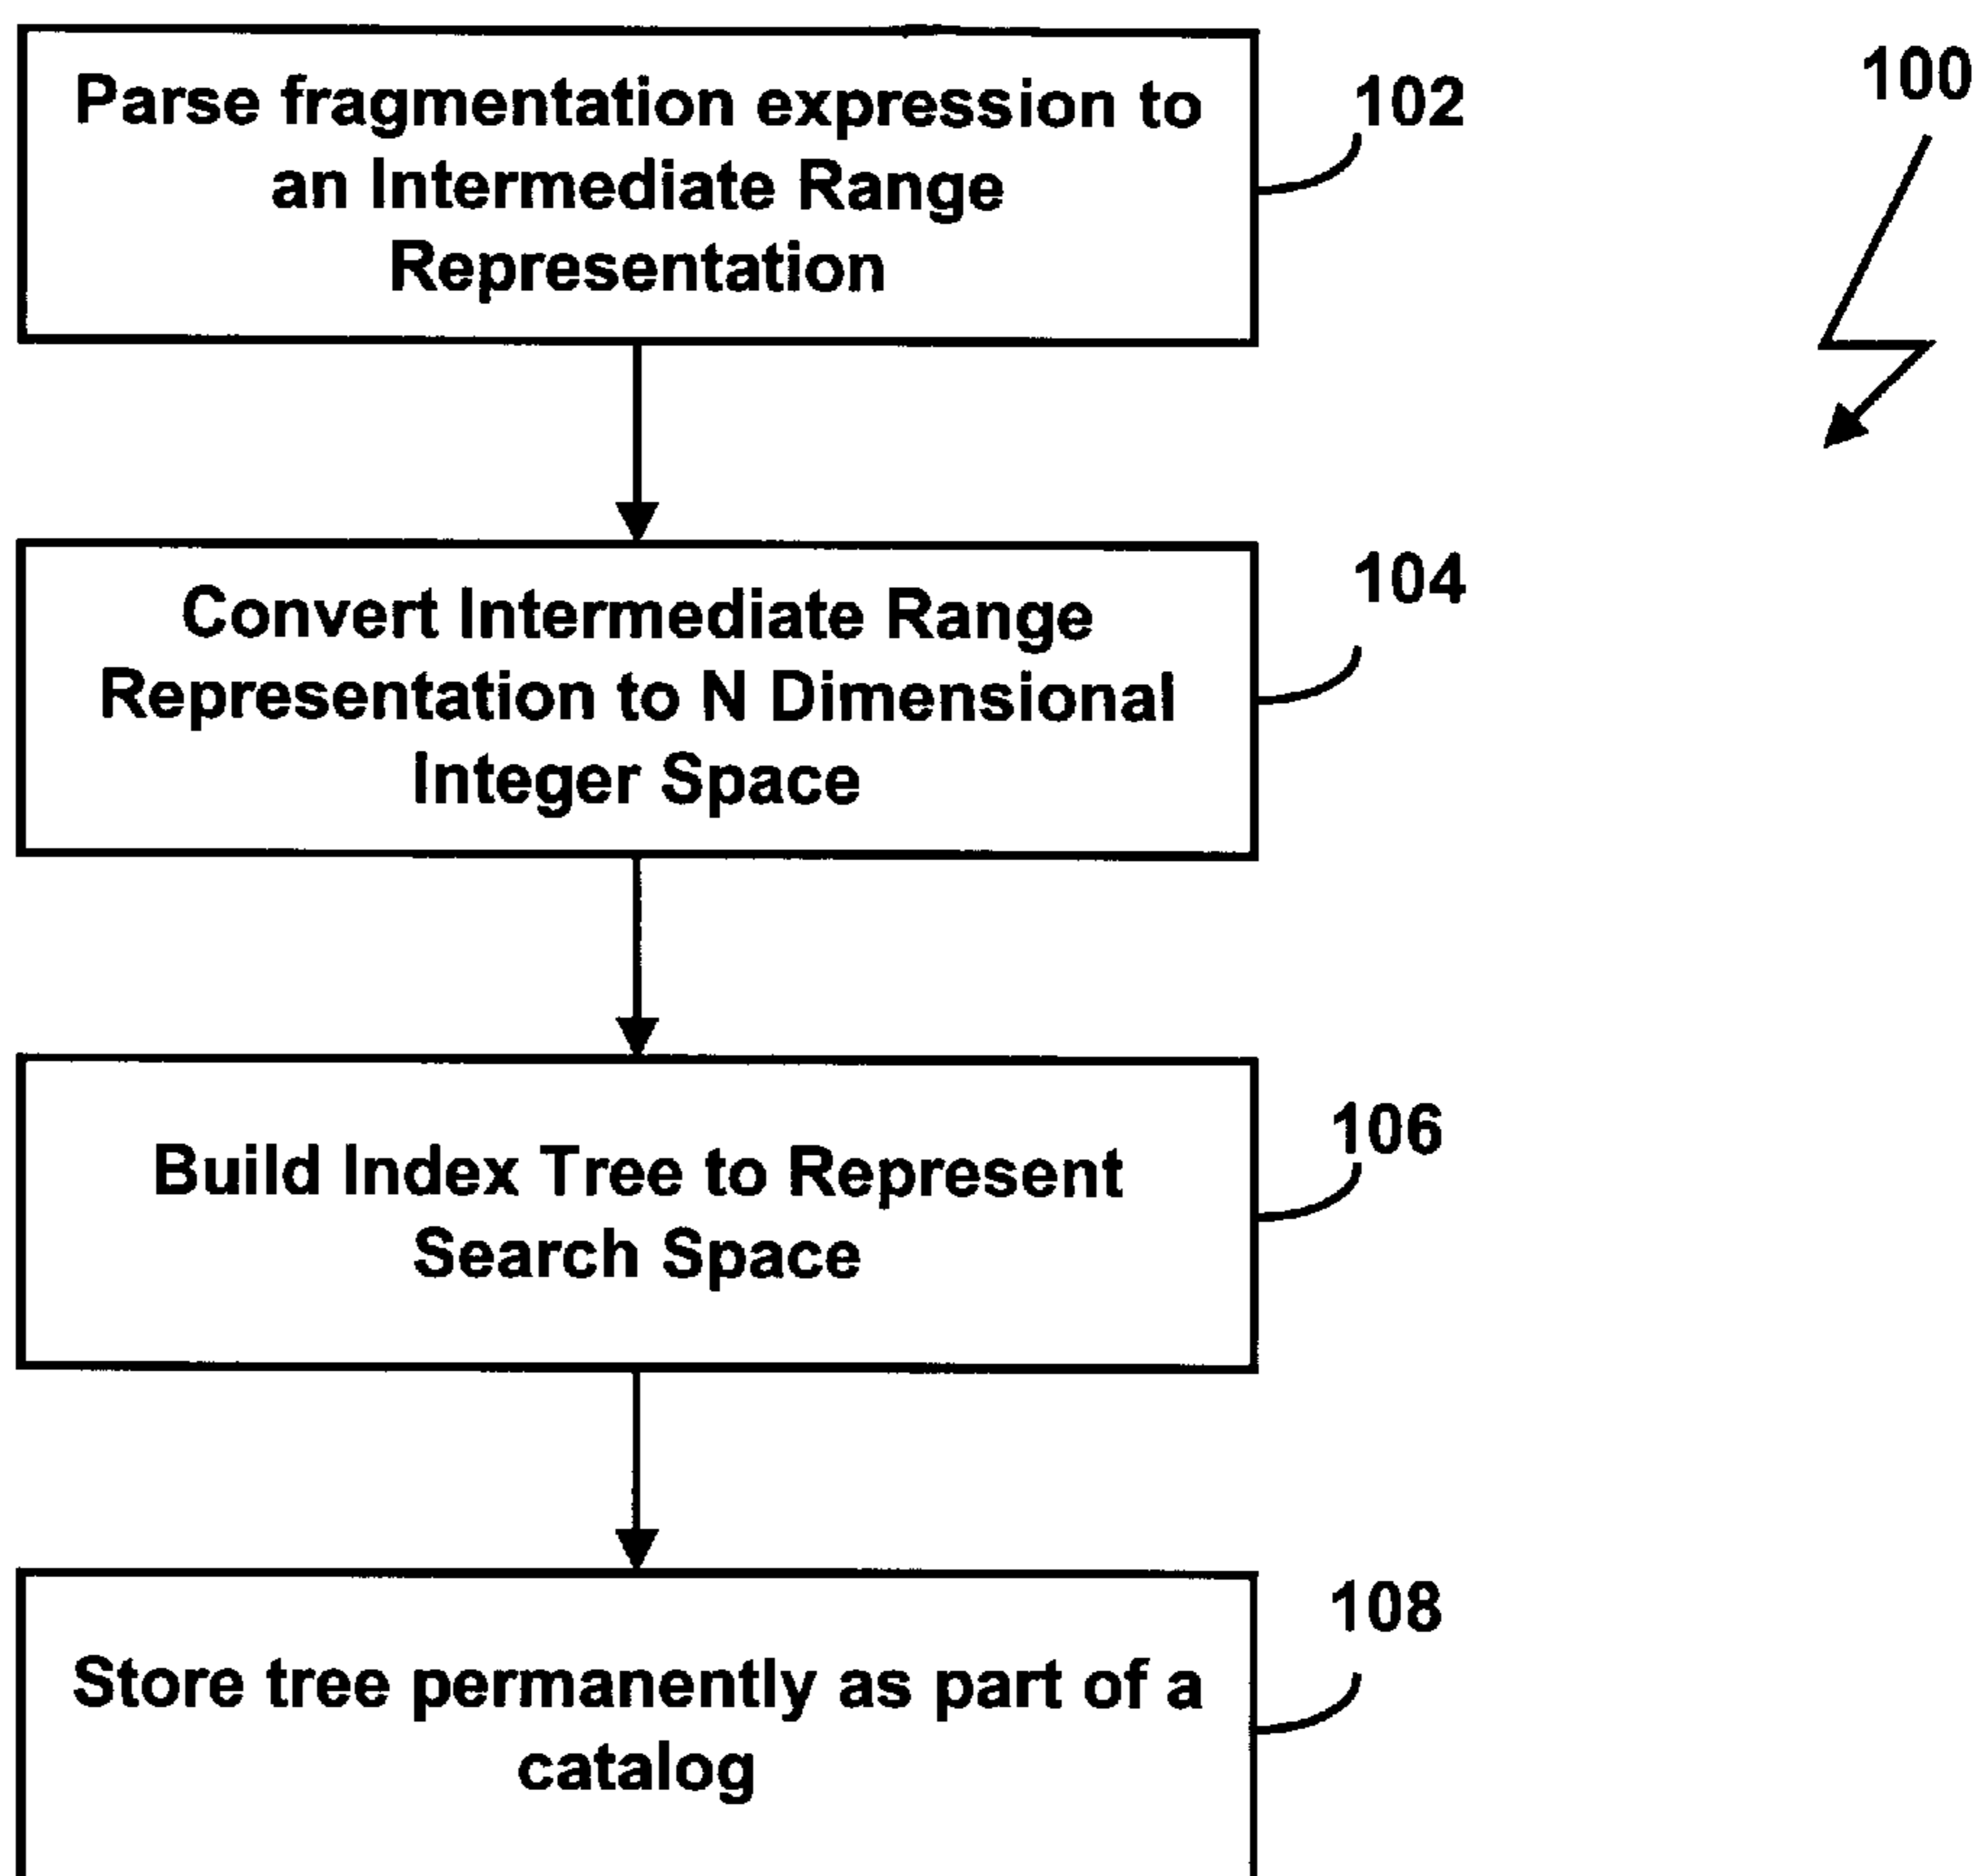 Parse fragmentation expression to
an Intermediate Range
Representation
102
100
Convert Intermediate Range
Representation to N Dimensional
Integer Space
104
Build Index Tree to Represent
Search Space
106
Store tree permanently as part of a
catalog
108